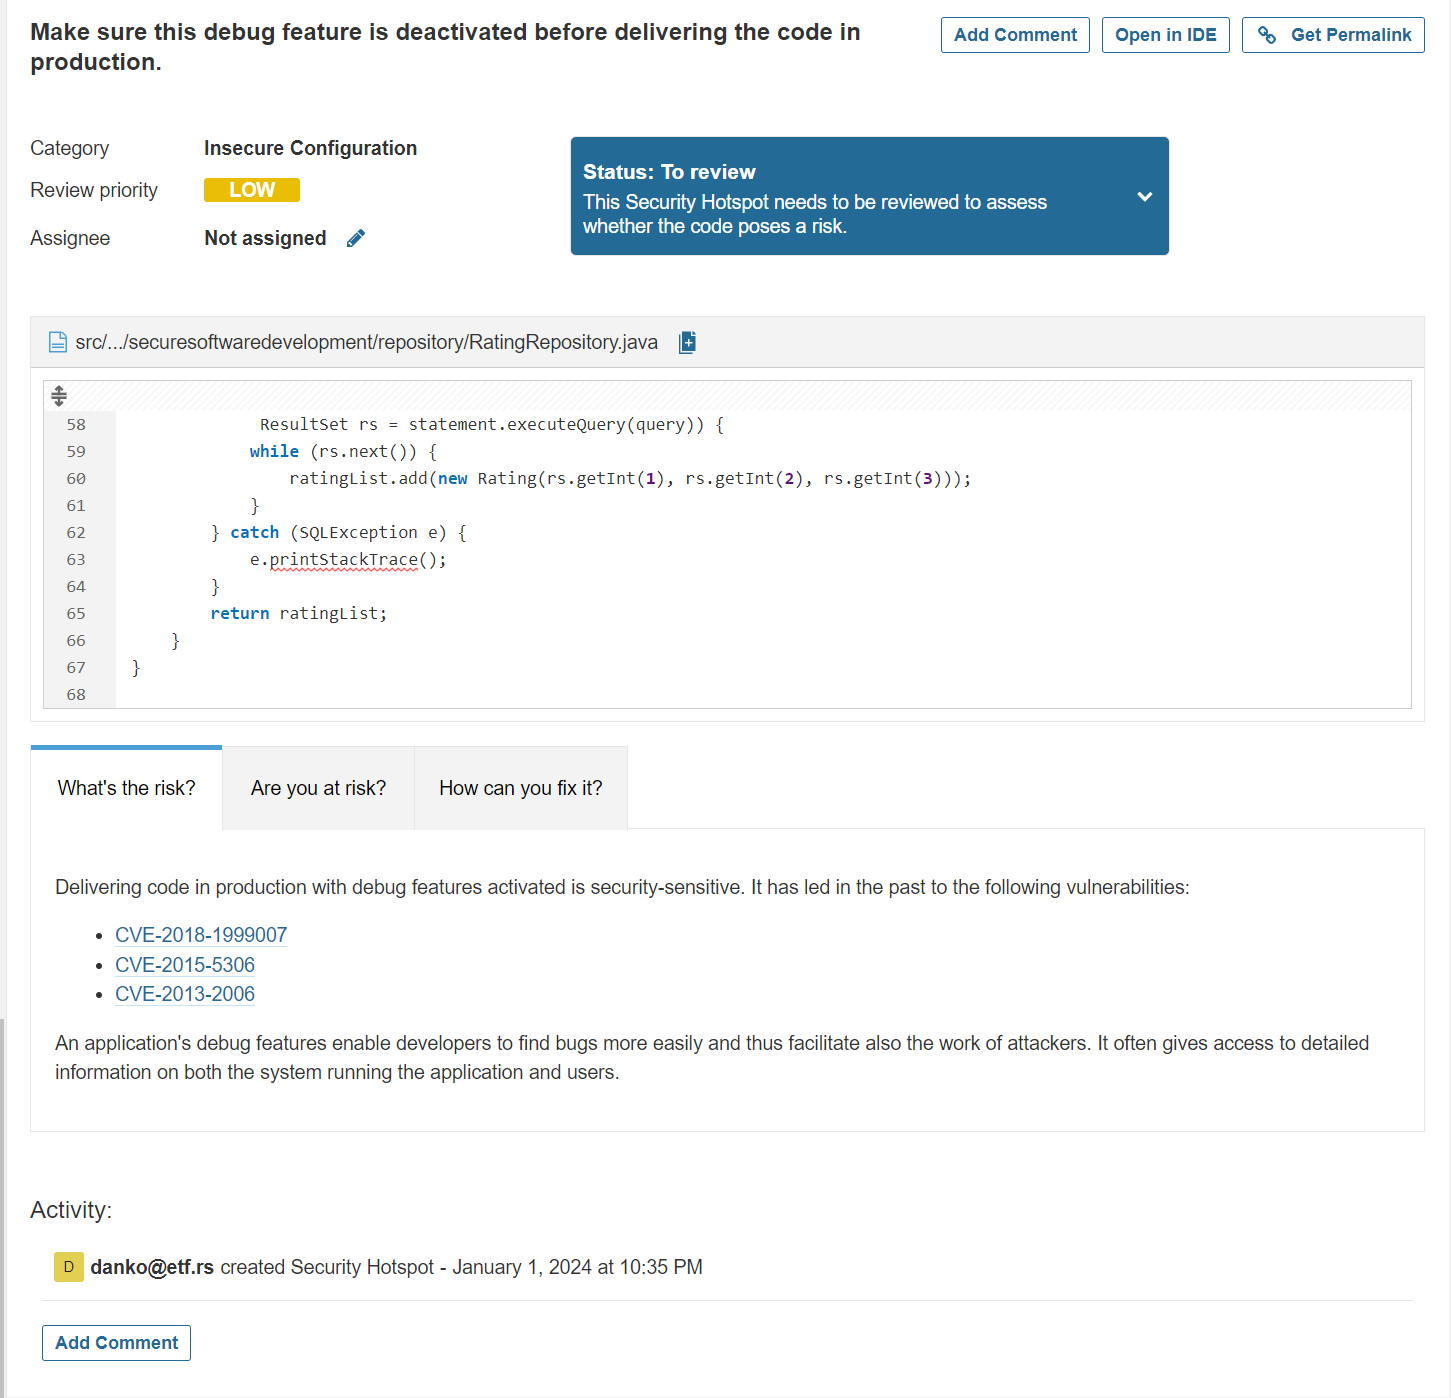 Make sure this debug feature is deactivated before delivering the code in
production.
Add Comment
Open in IDE
Get Permalink
Category
Insecure Configuration
Review priority
LOW
Assignee
Not assigned
Status: To review
This Security Hotspot needs to be reviewed to assess
whether the code poses a risk.
src/.../securesoftwaredevelopment/repository/RatingRepository.java
58 ResultSet rs = statement.executeQuery(query)) {
59 while (rs.next()) {
60 ratingList.add(new Rating(rs.getInt(1), rs.getInt(2), rs.getInt(3)));
61 }
62 } catch (SQLException e) {
63 e.printStackTrace();
64 }
65 return ratingList;
66 }
67 }
68
What's the risk?
Are you at risk?
How can you fix it?
Delivering code in production with debug features activated is security-sensitive. It has led in the past to the following vulnerabilities:
• CVE-2018-1999007
• CVE-2015-5306
• CVE-2013-2006
An application's debug features enable developers to find bugs more easily and thus facilitate also the work of attackers. It often gives access to detailed
information on both the system running the application and users.
Activity:
D danko@etf.rs created Security Hotspot - January 1, 2024 at 10:35 PM
Add Comment